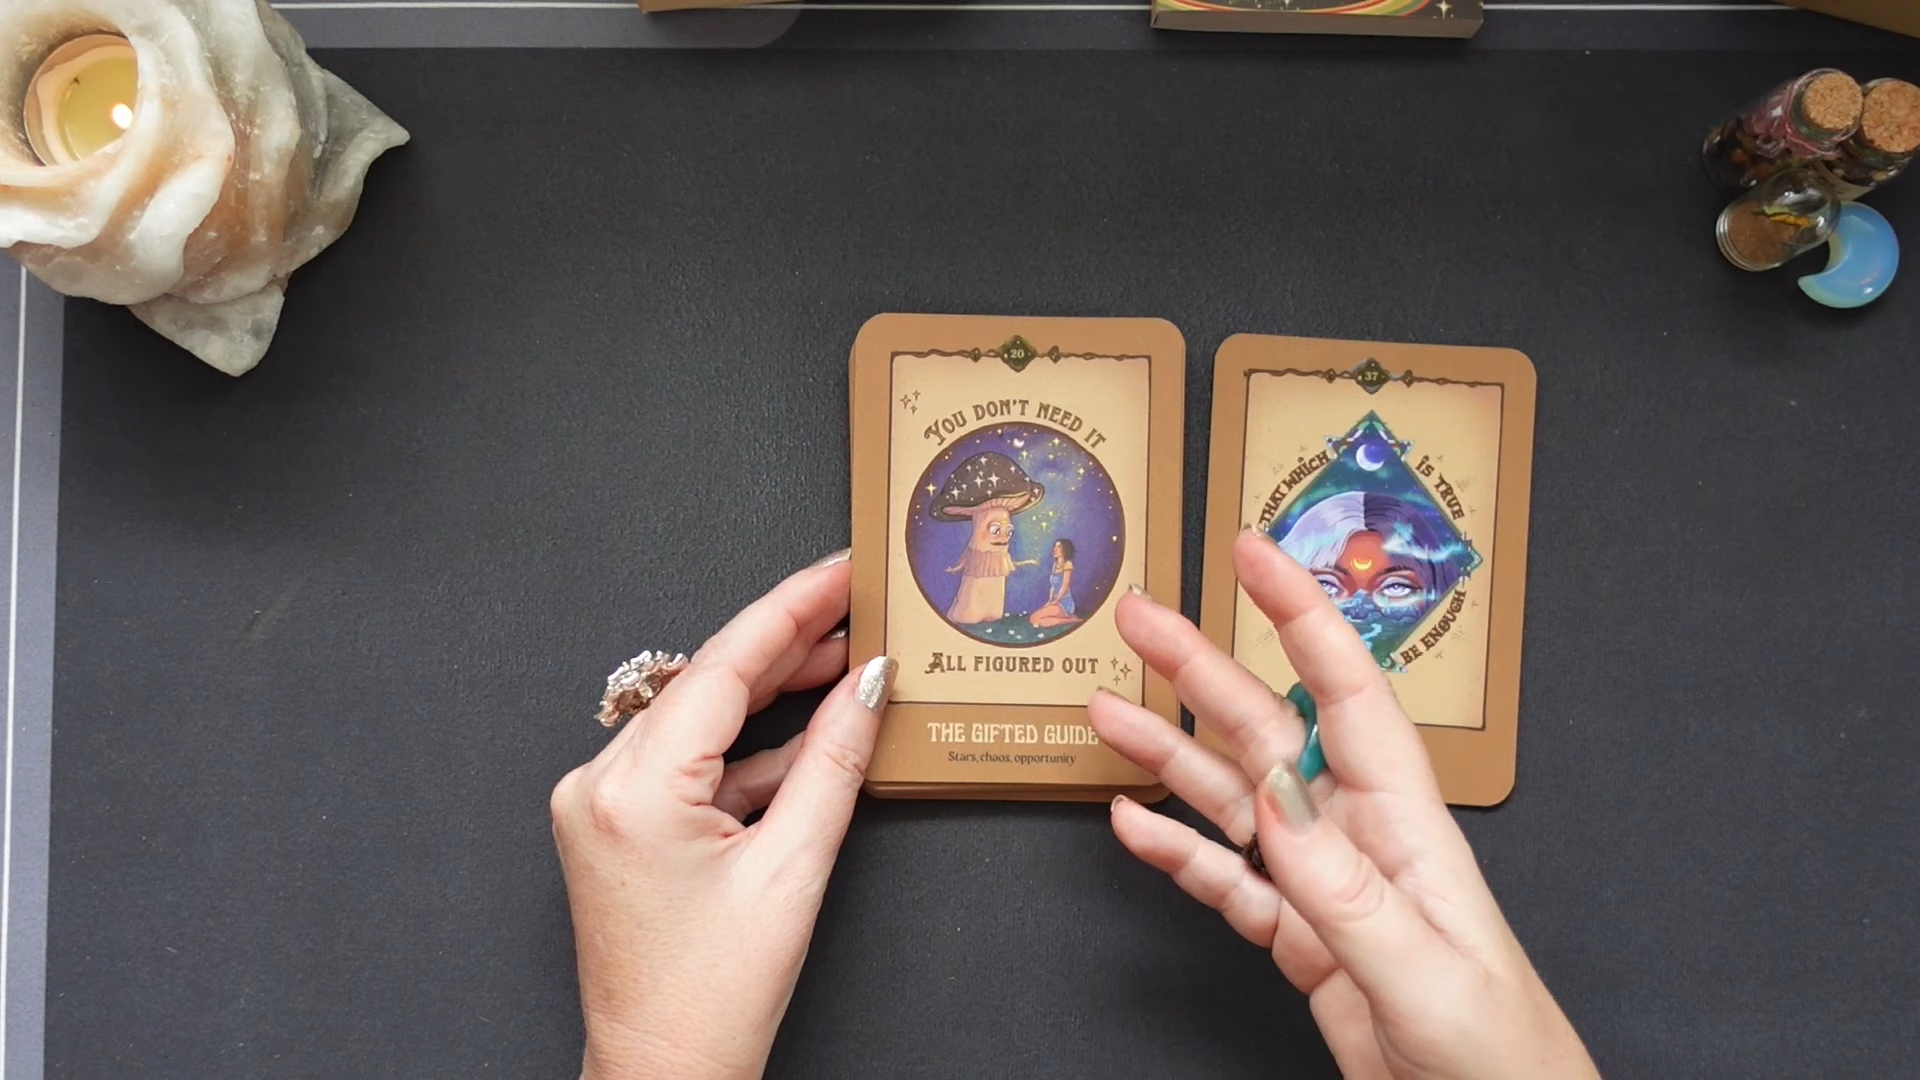 20
YOU DON'T NEED IT
ALL FIGURED OUT
THE GIFTED GUIDE
Stars, chaos, opportunity
37
THAT WHICH
IS TRUE
BE ENOUGH